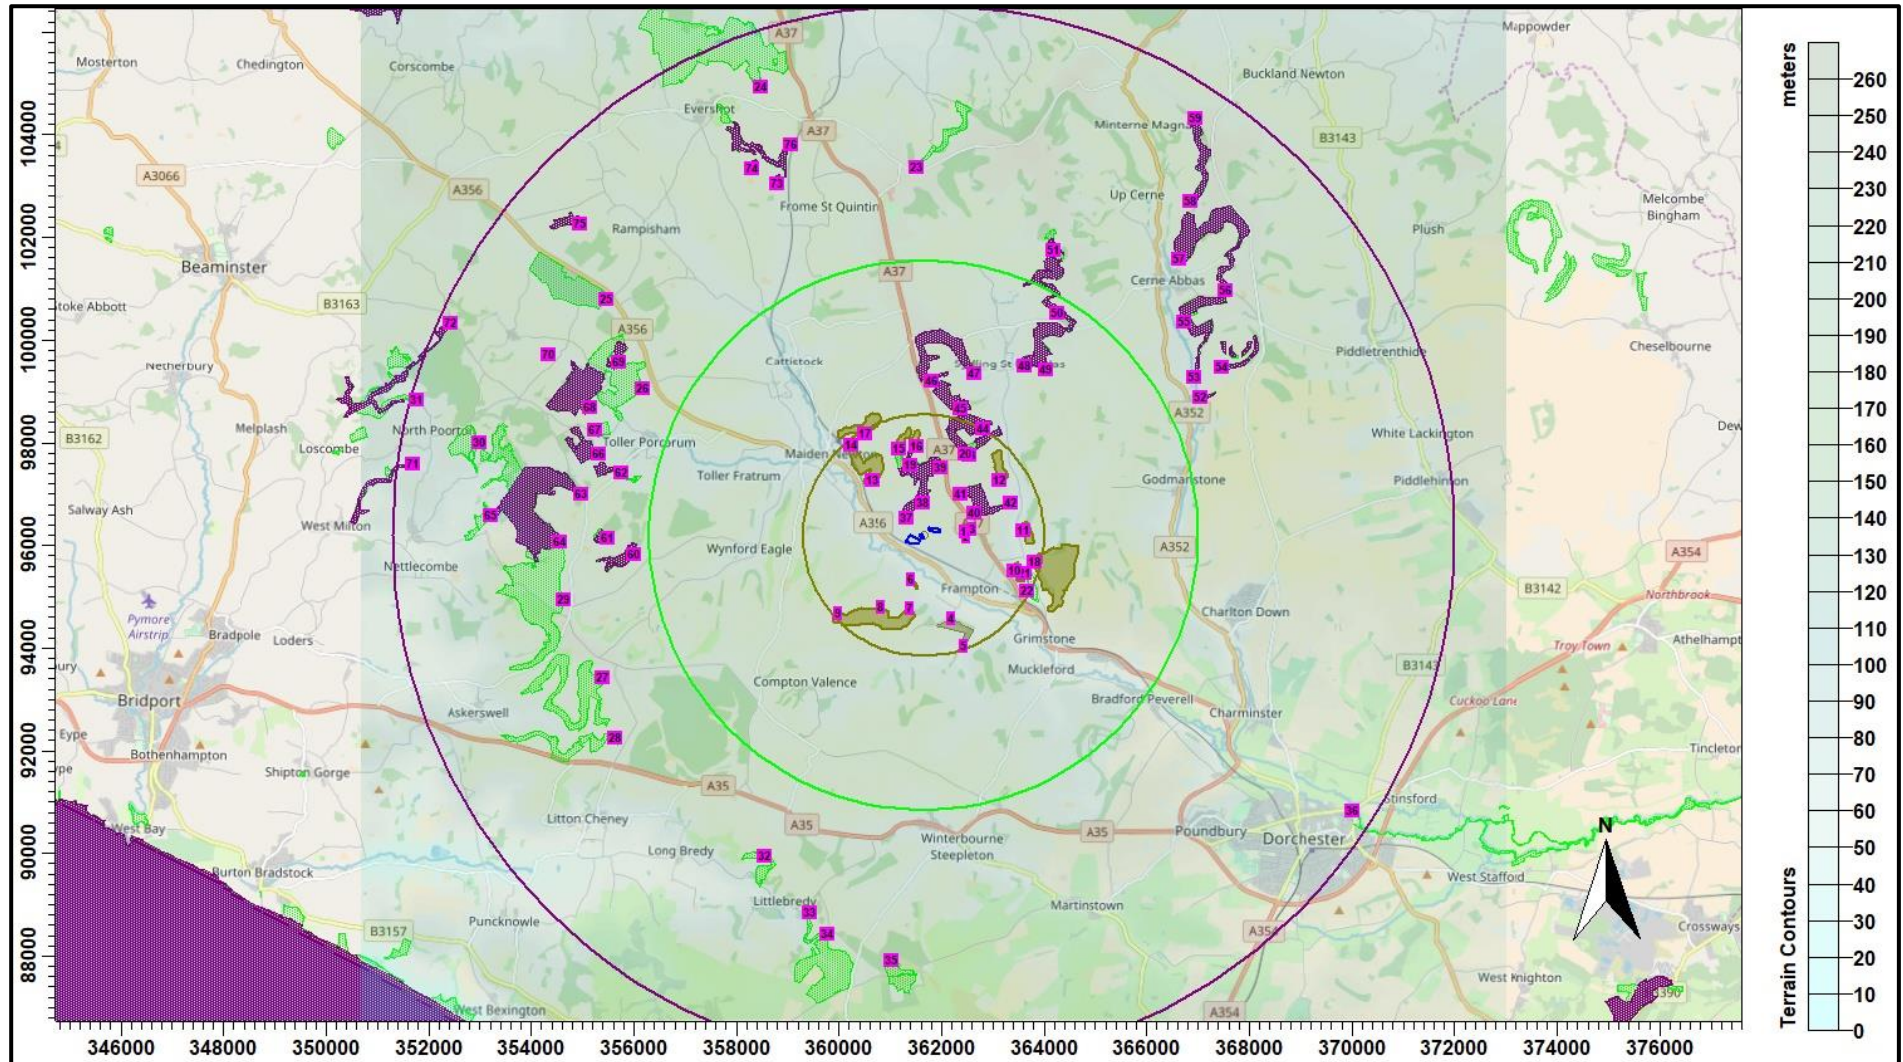 Mosterton
Chedington
Corscombe
A37
Mappowder
Buckland Newton
24
Evershot
A37
Minterne Magna
59
B3143
A3066
76
74
73
23
A356
Up Cerne
58
Melcombe
Bingham
Frome St Quintin
75
Rampisham
Plush
Beaminster
51
57
A37
Cerne Abbas
56
B3163
25
50
55
72
A356
70
69
Cattistock
Piddletrenthide
Cheselbourne
Netherbury
26
46
47
48
49
54
53
52
31
68
45
A352
Melplash
North Poorton
67
44
White Lackington
B3162
Loscombe
30
Toller Porcorum
17
14
15
16
A37
20
66
Maiden Newton
71
62
Toller Fratrum
13
19
39
12
Godmanstone
Piddlehinton
63
41
38
42
Salway Ash
65
37
40
West Milton
A356
11
64
61
Wynford Eagle
60
A352
A354
Nettlecombe
10
18
6
22
Frampton
B3142
Northbrook
29
Pymore
Airstrip
Bradpole
Loders
9
8
7
4
Charlton Down
5
Grimstone
Troy Town
Muckleford
B3143
27
Compton Valence
Bridport
Askerswell
Bradford Peverell
Cuckoo Lane
Charminster
Eype
28
Bothenhampton
Shipton Gorge
A35
36
Stinsford
West Bay
Litton Cheney
A35
Winterbourne
Steepleton
A35
Poundbury
Dorchester
Long Bredy
32
Burton Bradstock
West Stafford
Littlebredy
33
Martinstown
Puncknowle
34
B3157
A354
Crossways
35
West Knighton
West Bexington
A354
N
104000
102000
100000
98000
96000
94000
92000
90000
88000
346000 348000 350000 352000 354000 356000 358000 360000 362000 364000 366000 368000 370000 372000 374000 376000
meters
260
250
240
230
220
210
200
190
180
170
160
150
140
130
120
110
100
90
80
70
60
50
40
30
20
10
0
Terrain Contours